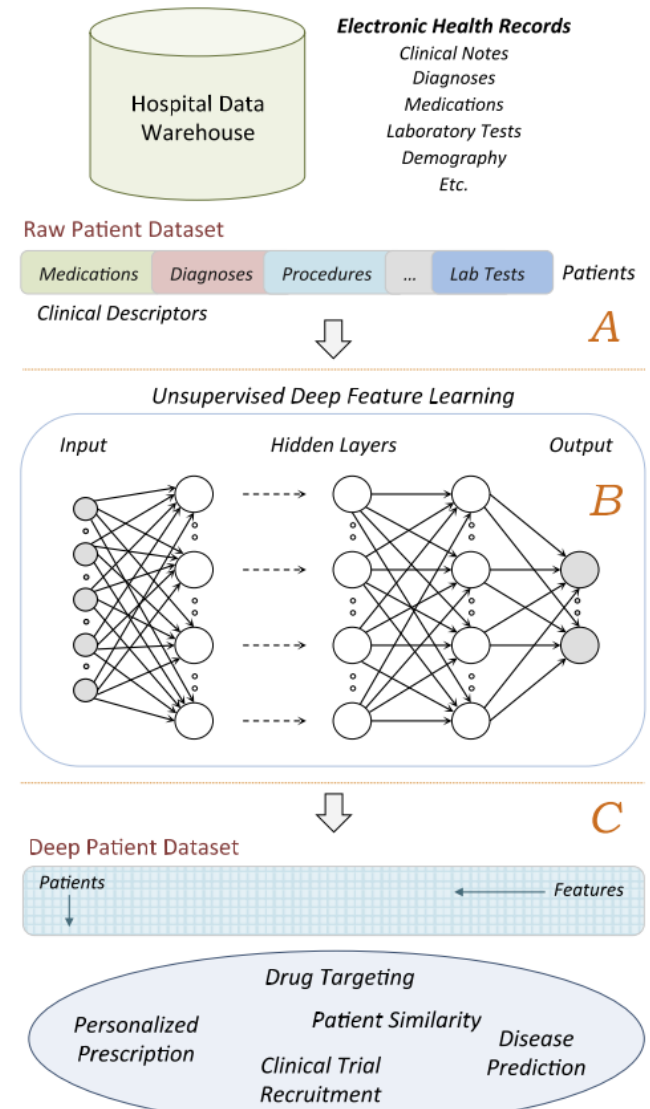 Hospital Data
Warehouse
Electronic Health Records
Clinical Notes
Diagnoses
Medications
Laboratory Tests
Demography
Etc.
Raw Patient Dataset
Medications Diagnoses Procedures ... Lab Tests Patients
Clinical Descriptors
A
Unsupervised Deep Feature Learning
Input Hidden Layers Output
B
C
Deep Patient Dataset
Patients
Features
Drug Targeting
Personalized
Prescription
Patient Similarity
Disease
Prediction
Clinical Trial
Recruitment